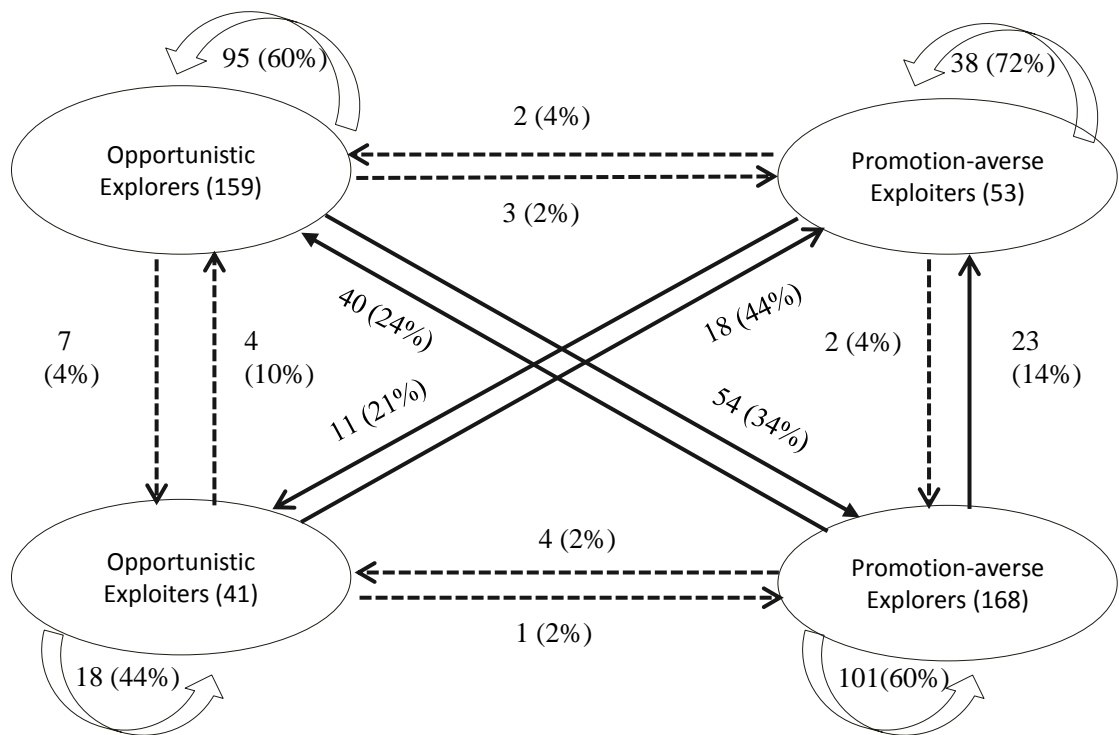 95 (60%)
38 (72%)
2 (4%)
Opportunistic
Explorers (159)
Promotion-averse
Exploiters (53)
3 (2%)
40 (24%)
18 (44%)
7
(4%)
4
(10%)
2 (4%)
23
(14%)
11 (21%)
54 (34%)
4 (2%)
Opportunistic
Exploiters (41)
Promotion-averse
Explorers (168)
1 (2%)
18 (44%)
101(60%)